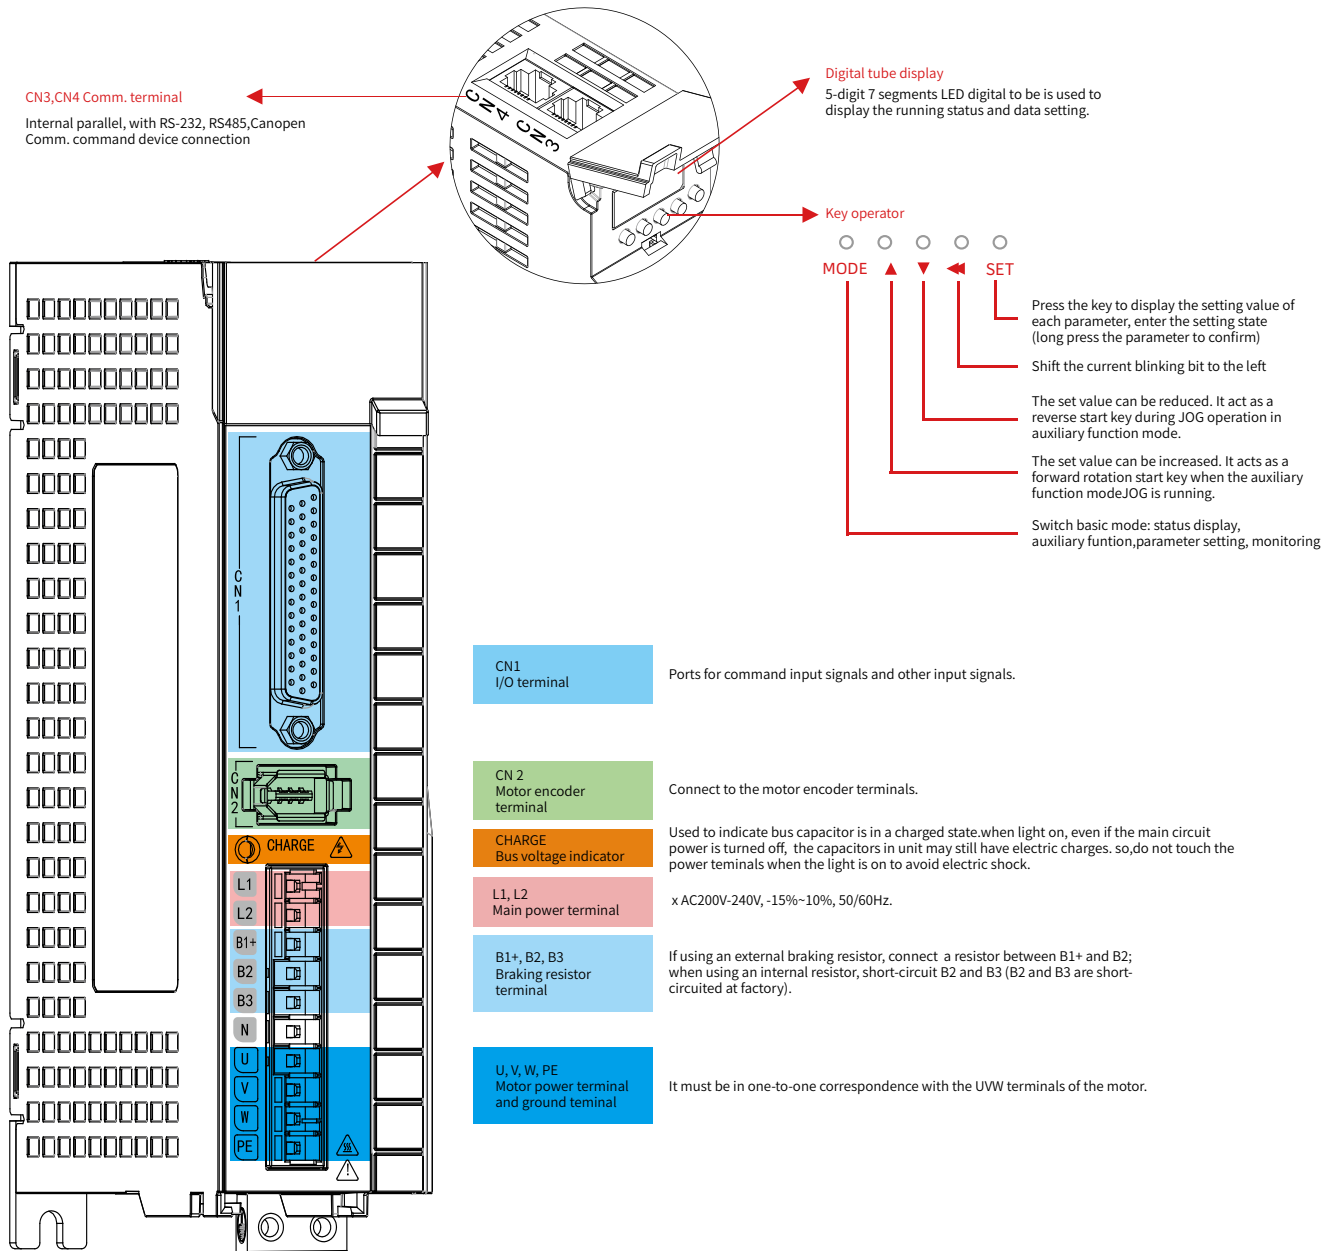 CN3,CN4 Comm. terminal
Internal parallel, with RS-232, RS485,Canopen
Comm. command device connection
CN4
CN3
Digital tube display
5-digit 7 segments LED digital to be is used to
display the running status and data setting.
Key operator
MODE ▲ ▼ ◀◀ SET
Press the key to display the setting value of
each parameter, enter the setting state
(long press the parameter to confirm)
Shift the current blinking bit to the left
The set value can be reduced. It act as a
reverse start key during JOG operation in
auxiliary function mode.
The set value can be increased. It acts as a
forward rotation start key when the auxiliary
function modeJOG is running.
Switch basic mode: status display,
auxiliary funtion,parameter setting, monitoring
CN1
CN2
CHARGE
L1
L2
B1+
B2
B3
N
U
V
W
PE
CN1
I/O terminal
Ports for command input signals and other input signals.
CN 2
Motor encoder
terminal
Connect to the motor encoder terminals.
CHARGE
Bus voltage indicator
Used to indicate bus capacitor is in a charged state.when light on, even if the main circuit
power is turned off, the capacitors in unit may still have electric charges. so,do not touch the
power teminals when the light is on to avoid electric shock.
L1, L2
Main power terminal
x AC200V-240V, -15%~10%, 50/60Hz.
B1+, B2, B3
Braking resistor
terminal
If using an external braking resistor, connect a resistor between B1+ and B2;
when using an internal resistor, short-circuit B2 and B3 (B2 and B3 are short-
circuited at factory).
U, V, W, PE
Motor power terminal
and ground teminal
It must be in one-to-one correspondence with the UVW terminals of the motor.